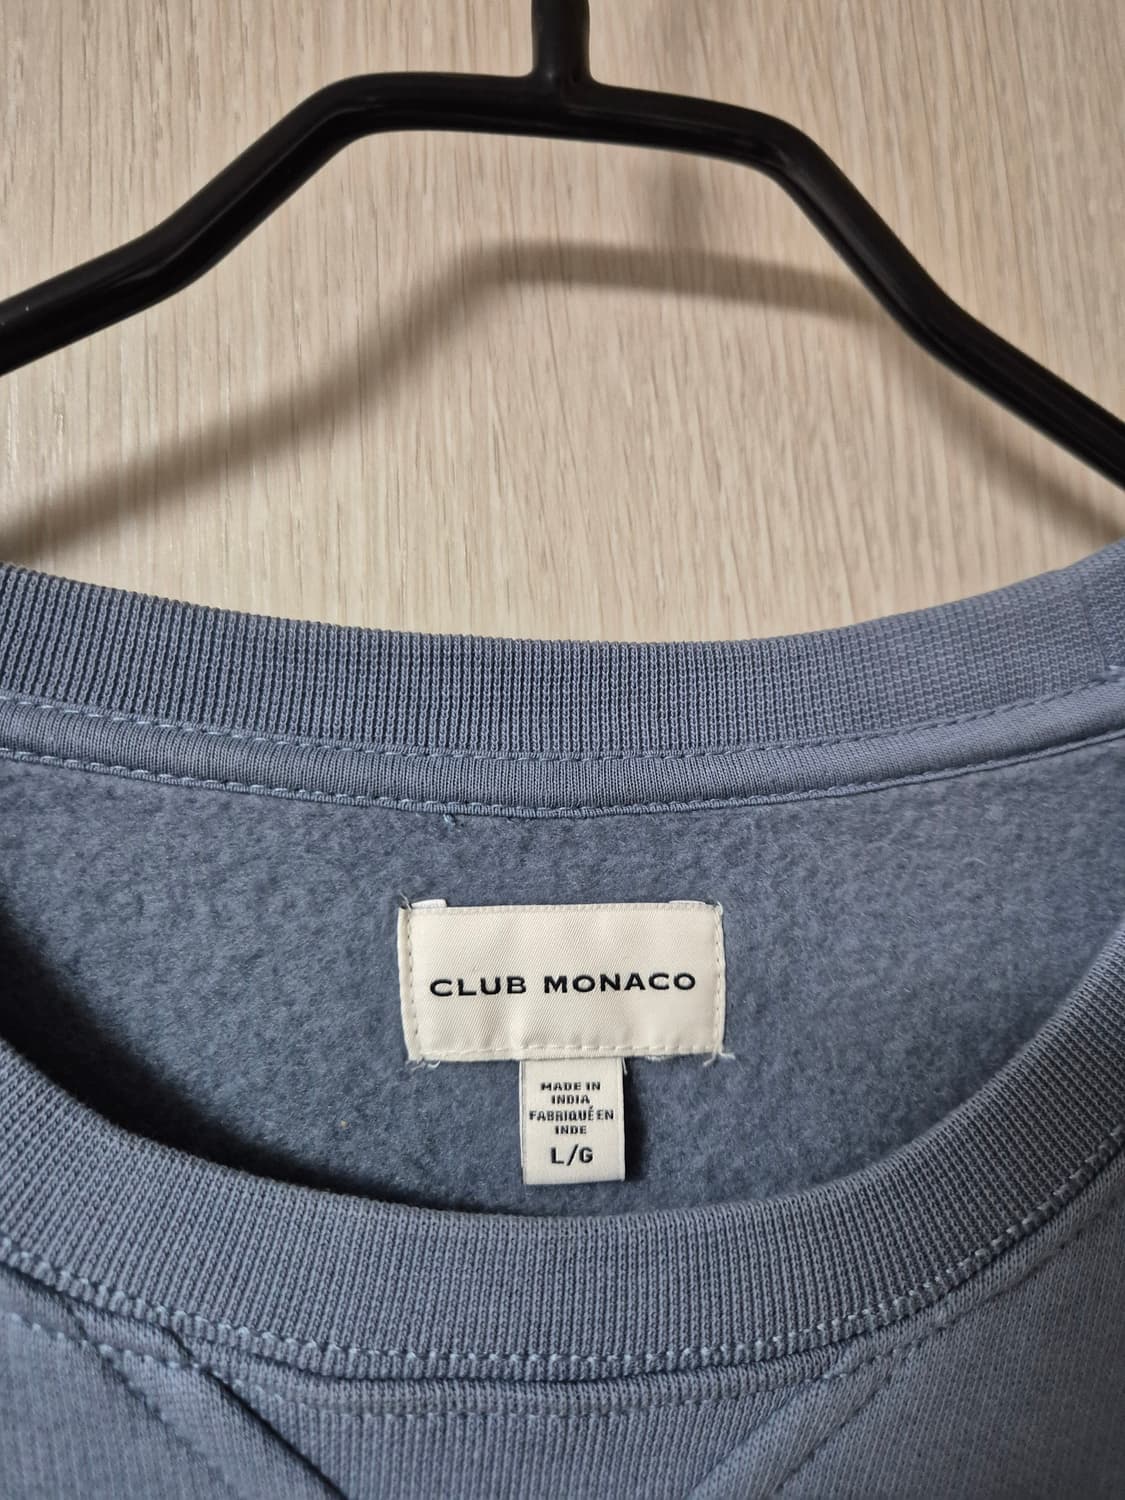 CLUB MONACO
MADE IN
INDIA
FABRIQUÉ EN
INDE
L/G